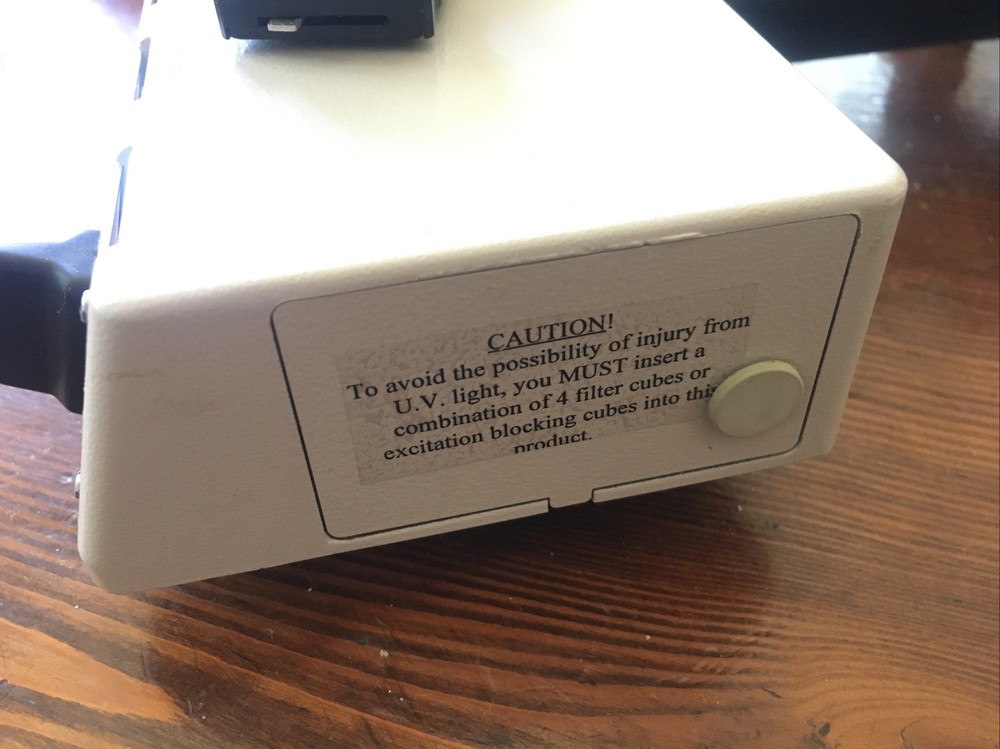 CAUTION!
To avoid the possibility of injury from
U.V. light, you MUST insert a
combination of 4 filter cubes or
excitation blocking cubes into this
product.